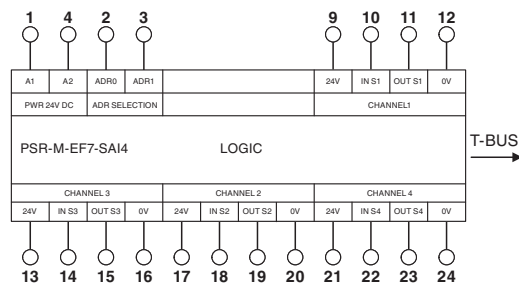 1 4 2 3 9 10 11 12
A1 A2 ADR0 ADR1 24V IN S1 OUT S1 0V
PWR 24V DC ADR SELECTION CHANNEL1
PSR-M-EF7-SAI4 LOGIC T-BUS
CHANNEL 3 CHANNEL 2 CHANNEL 4
24V IN S3 OUT S3 0V 24V IN S2 OUT S2 0V 24V IN S4 OUT S4 0V
13 14 15 16 17 18 19 20 21 22 23 24